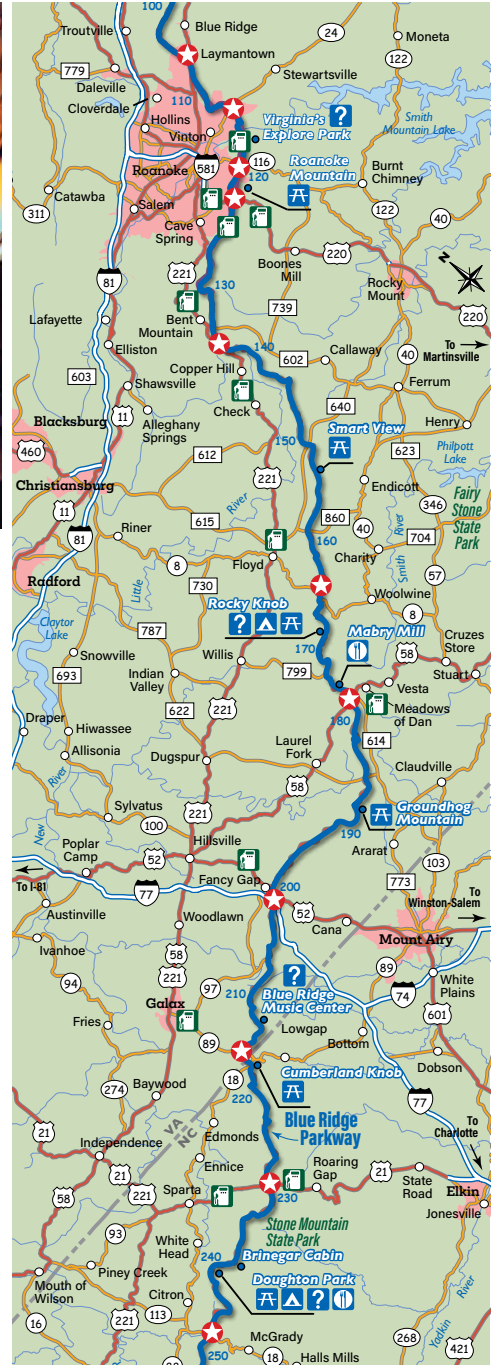 100
Blue Ridge
Troutville
24
Moneta
Laymantown
122
779
Stewartsville
Daleville
Cloverdale
110
Hollins
Virginia's
Explore Park
?
Smith
Mountain Lake
Vinton
116
Roanoke
581
120
Roanoke
Mountain
Burnt
Chimney
Catawba
Salem
311
122
40
Cave
Spring
220
N
221
Boones
Mill
81
Rocky
Mount
130
739
220
Lafayette
Bent
Mountain
To
Martinsville
Elliston
140
602
Callaway
40
603
Copper Hill
Shawsville
Ferrum
11
Check
640
Alleghany
Springs
Henry
Blacksburg
150
Smart View
623
460
612
Philpott
Lake
221
Christiansburg
Endicott
Fairy
Stone
State
Park
River
346
11
615
860
River
704
81
Riner
160
40
Floyd
Charity
8
57
Radford
730
Smith
Little
Woolwine
Rocky Knob
?
8
Claytor
Lake
787
Mabry Mill
Cruzes
Store
170
58
Snowville
Willis
799
Stuart
693
Indian
Valley
Vesta
180
Meadows
of Dan
622
221
Draper
Hiwassee
614
Allisonia
Laurel
Fork
Dugspur
Claudville
58
River
Sylvatus
Groundhog
Mountain
190
100
221
New
Ararat
Hillsville
103
Poplar
Camp
52
773
To I-81
Fancy Gap
200
77
To
Winston-Salem
Austinville
52
Woodlawn
Cana
Mount Airy
Ivanhoe
58
89
94
221
97
?
White
Plains
210
Blue Ridge
Music Center
74
Galax
601
Fries
Lowgap
89
Bottom
Dobson
Cumberland Knob
18
274
Baywood
220
77
Blue Ridge
Parkway
To
Charlotte
21
VA
NC
Edmonds
Independence
Ennice
Roaring
Gap
21
21
58
221
State
Road
Elkin
Sparta
230
Jonesville
Stone Mountain
State Park
93
White
Head
240
Brinegar Cabin
Piney Creek
Doughton Park
?
Mouth of
Wilson
Citron
River
16
113
221
Yadkin
268
McGrady
421
250
18
Halls Mills